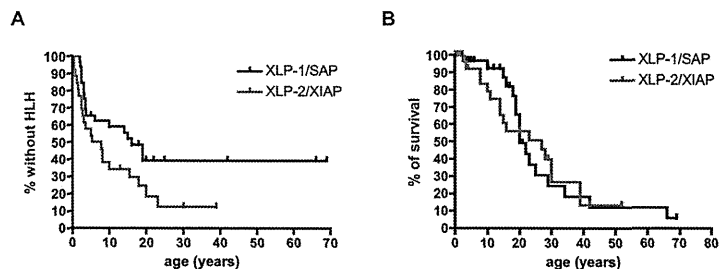 A
% without HLH
100
90
80
70
60
50
40
30
20
10
0
0 10 20 30 40 50 60 70
age (years)
XLP-1/SAP
XLP-2/XIAP
B
% of survival
100
90
80
70
60
50
40
30
20
10
0
0 10 20 30 40 50 60 70 80
age (years)
XLP-1/SAP
XLP-2/XIAP